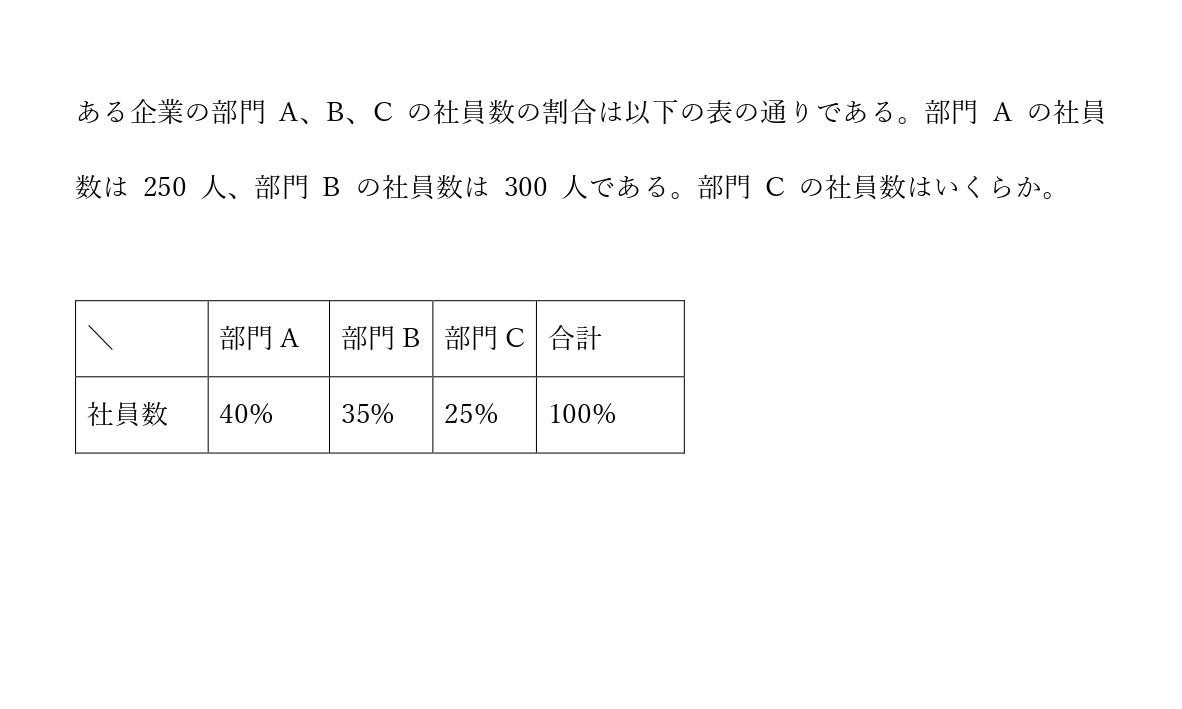 ある企業の部門 A、B、C の社員数の割合は以下の表の通りである。部門 A の社員
数は 250 人、部門 B の社員数は 300 人である。部門 C の社員数はいくらか。
＼ 部門 A 部門 B 部門 C 合計
社員数 40% 35% 25% 100%